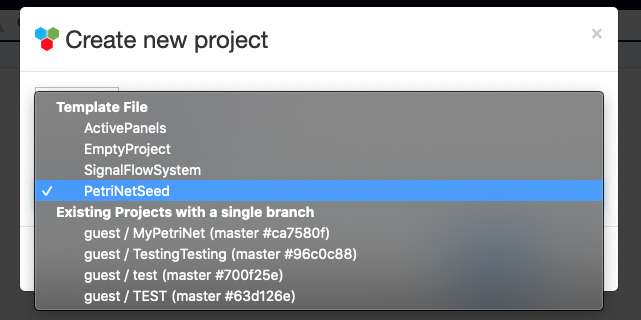 Create new project
×
Template File
ActivePanels
EmptyProject
SignalFlowSystem
✓ PetriNetSeed
Existing Projects with a single branch
guest / MyPetriNet (master #ca7580f)
guest / TestingTesting (master #96c0c88)
guest / test (master #700f25e)
guest / TEST (master #63d126e)